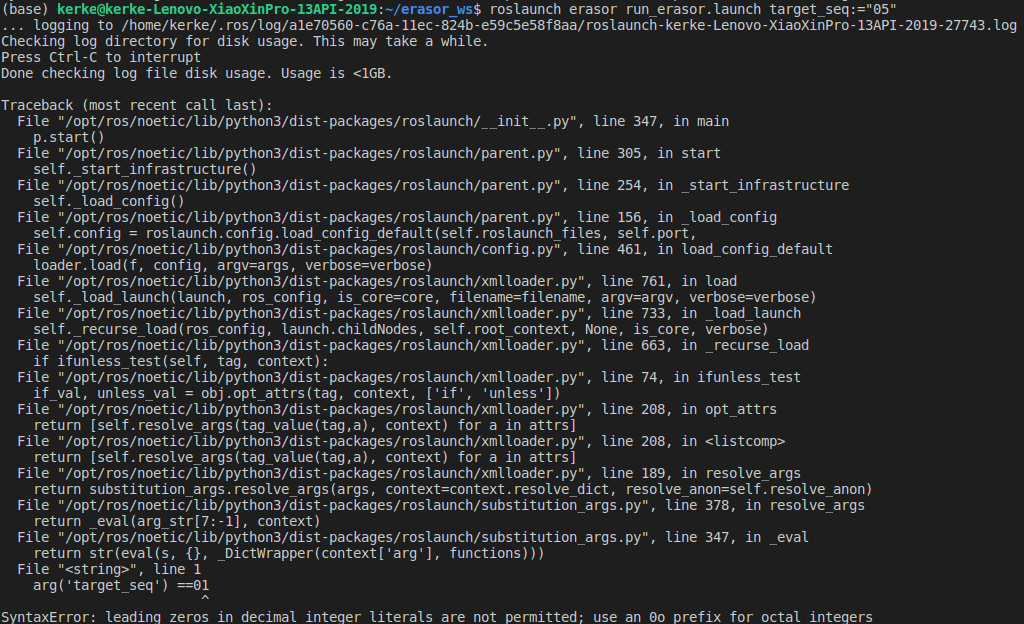 (base) kerke@kerke-Lenovo-XiaoXinPro-13API-2019:~/erasor_ws$ roslaunch erasor run_erasor.launch target_seq:="05"
... logging to /home/kerke/.ros/log/a1e70560-c76a-11ec-824b-e59c5e58f8aa/roslaunch-kerke-Lenovo-XiaoXinPro-13API-2019-27743.log
Checking log directory for disk usage. This may take a while.
Press Ctrl-C to interrupt
Done checking log file disk usage. Usage is <1GB.
Traceback (most recent call last):
  File "/opt/ros/noetic/lib/python3/dist-packages/roslaunch/__init__.py", line 347, in main
    p.start()
  File "/opt/ros/noetic/lib/python3/dist-packages/roslaunch/parent.py", line 305, in start
    self._start_infrastructure()
  File "/opt/ros/noetic/lib/python3/dist-packages/roslaunch/parent.py", line 254, in _start_infrastructure
    self._load_config()
  File "/opt/ros/noetic/lib/python3/dist-packages/roslaunch/parent.py", line 156, in _load_config
    self.config = roslaunch.config.load_config_default(self.roslaunch_files, self.port,
  File "/opt/ros/noetic/lib/python3/dist-packages/roslaunch/config.py", line 461, in load_config_default
    loader.load(f, config, argv=args, verbose=verbose)
  File "/opt/ros/noetic/lib/python3/dist-packages/roslaunch/xmlloader.py", line 761, in load
    self._load_launch(launch, ros_config, is_core=core, filename=filename, argv=argv, verbose=verbose)
  File "/opt/ros/noetic/lib/python3/dist-packages/roslaunch/xmlloader.py", line 733, in _load_launch
    self._recurse_load(ros_config, launch.childNodes, self.root_context, None, is_core, verbose)
  File "/opt/ros/noetic/lib/python3/dist-packages/roslaunch/xmlloader.py", line 663, in _recurse_load
    if ifunless_test(self, tag, context):
  File "/opt/ros/noetic/lib/python3/dist-packages/roslaunch/xmlloader.py", line 74, in ifunless_test
    if_val, unless_val = obj.opt_attrs(tag, context, ['if', 'unless'])
  File "/opt/ros/noetic/lib/python3/dist-packages/roslaunch/xmlloader.py", line 208, in opt_attrs
    return [self.resolve_args(tag_value(tag,a), context) for a in attrs]
  File "/opt/ros/noetic/lib/python3/dist-packages/roslaunch/xmlloader.py", line 208, in <listcomp>
    return [self.resolve_args(tag_value(tag,a), context) for a in attrs]
  File "/opt/ros/noetic/lib/python3/dist-packages/roslaunch/xmlloader.py", line 189, in resolve_args
    return substitution_args.resolve_args(args, context=context.resolve_dict, resolve_anon=self.resolve_anon)
  File "/opt/ros/noetic/lib/python3/dist-packages/roslaunch/substitution_args.py", line 378, in resolve_args
    return _eval(arg_str[7:-1], context)
  File "/opt/ros/noetic/lib/python3/dist-packages/roslaunch/substitution_args.py", line 347, in _eval
    return str(eval(s, {}, _DictWrapper(context['arg'], functions)))
  File "<string>", line 1
    arg('target_seq') ==01
                         ^
SyntaxError: leading zeros in decimal integer literals are not permitted; use an 0o prefix for octal integers